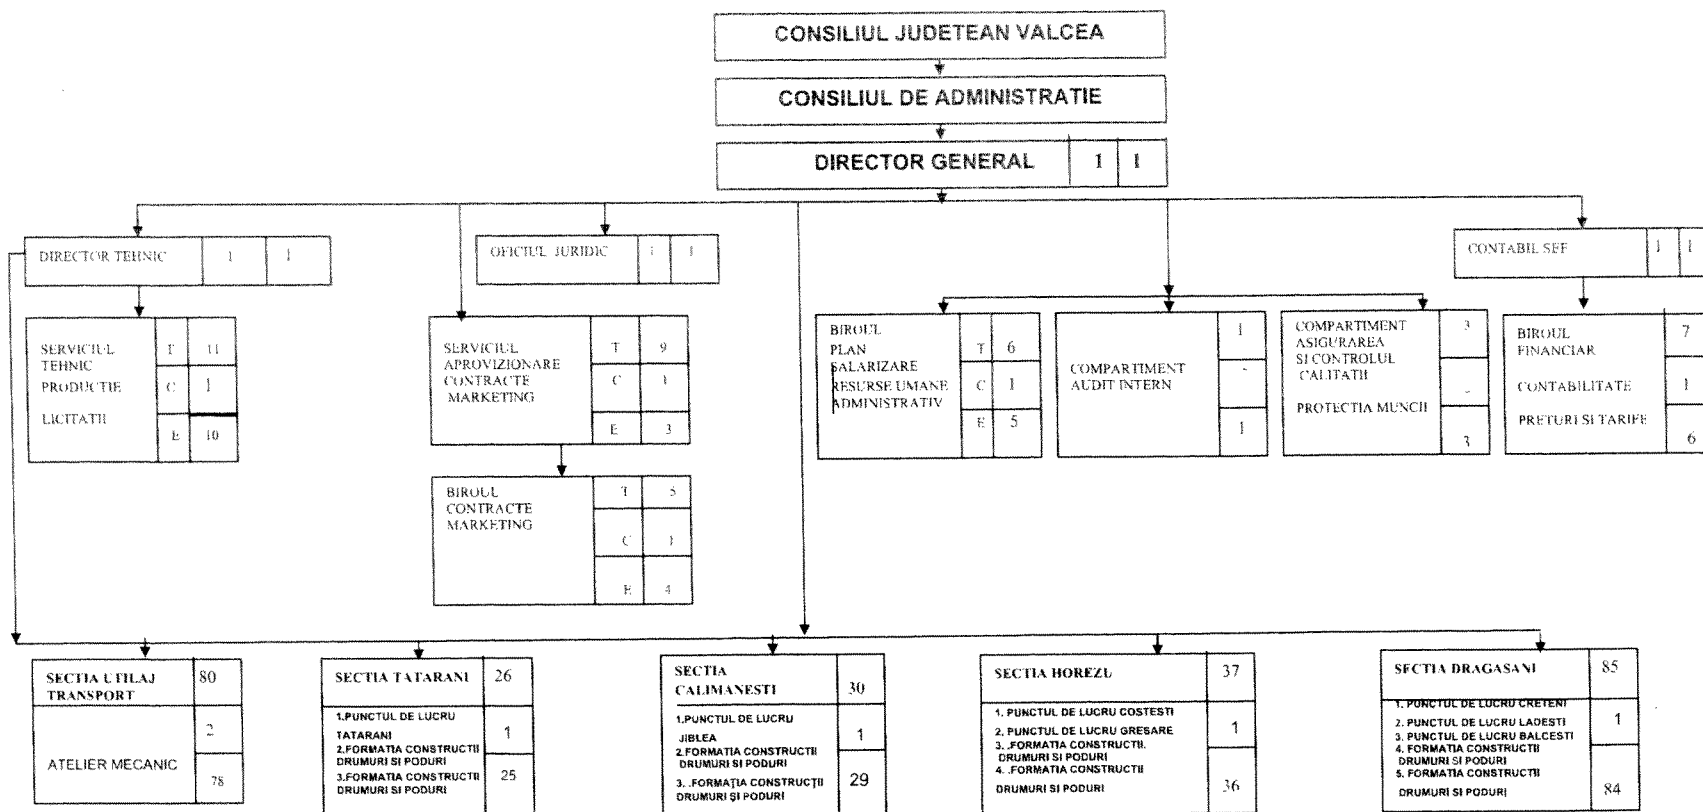 CONSILIUL JUDETEAN VALCEA
CONSILIUL DE ADMINISTRATIE
DIRECTOR GENERAL 1 1
DIRECTOR TEHNIC 1 1
OFICIUL JURIDIC 1 1
CONTABIL SEF 1 1
SERVICIUL
TEHNIC
PRODUCTIE
LICITATII
T 11
C 1
E 10
SERVICIUL
APROVIZIONARE
CONTRACTE
MARKETING
T 9
C 1
E 3
BIROUL
CONTRACTE
MARKETING
T 5
C 1
E 4
BIROUL
PLAN
SALARIZARE
RESURSE UMANE
ADMINISTRATIV
T 6
C 1
E 5
COMPARTIMENT
AUDIT INTERN
1
-
1
COMPARTIMENT
ASIGURAREA
SI CONTROLUL
CALITATII
PROTECTIA MUNCII
3
-
3
BIROUL
FINANCIAR
CONTABILITATE
PRETURI SI TARIFE
7
1
6
SECTIA UTILAJ
TRANSPORT
80
2
ATELIER MECANIC
78
SECTIA TATARANI 26
1.PUNCTUL DE LUCRU
TATARANI
2.FORMATIA CONSTRUCTII
DRUMURI SI PODURI
3.FORMATIA CONSTRUCTII
DRUMURI SI PODURI
1
25
SECTIA
CALIMANESTI
30
1.PUNCTUL DE LUCRU
JIBLEA
2.FORMATIA CONSTRUCTII
DRUMURI SI PODURI
3. .FORMAŢIA CONSTRUCŢII
DRUMURI ŞI PODURI
1
29
SECTIA HOREZU 37
1. PUNCTUL DE LUCRU COSTESTI
2. PUNCTUL DE LUCRU GRESARE
3. .FORMATIA CONSTRUCTII.
DRUMURI SI PODURI
4. .FORMATIA CONSTRUCTII
DRUMURI SI PODURI
1
36
SECTIA DRAGASANI 85
1. PUNCTUL DE LUCRU CRETENI
2. PUNCTUL DE LUCRU LADESTI
3. PUNCTUL DE LUCRU BALCESTI
4. FORMATIA CONSTRUCTII
DRUMURI SI PODURI
5. FORMATIA CONSTRUCTII
DRUMURI SI PODURI
1
84